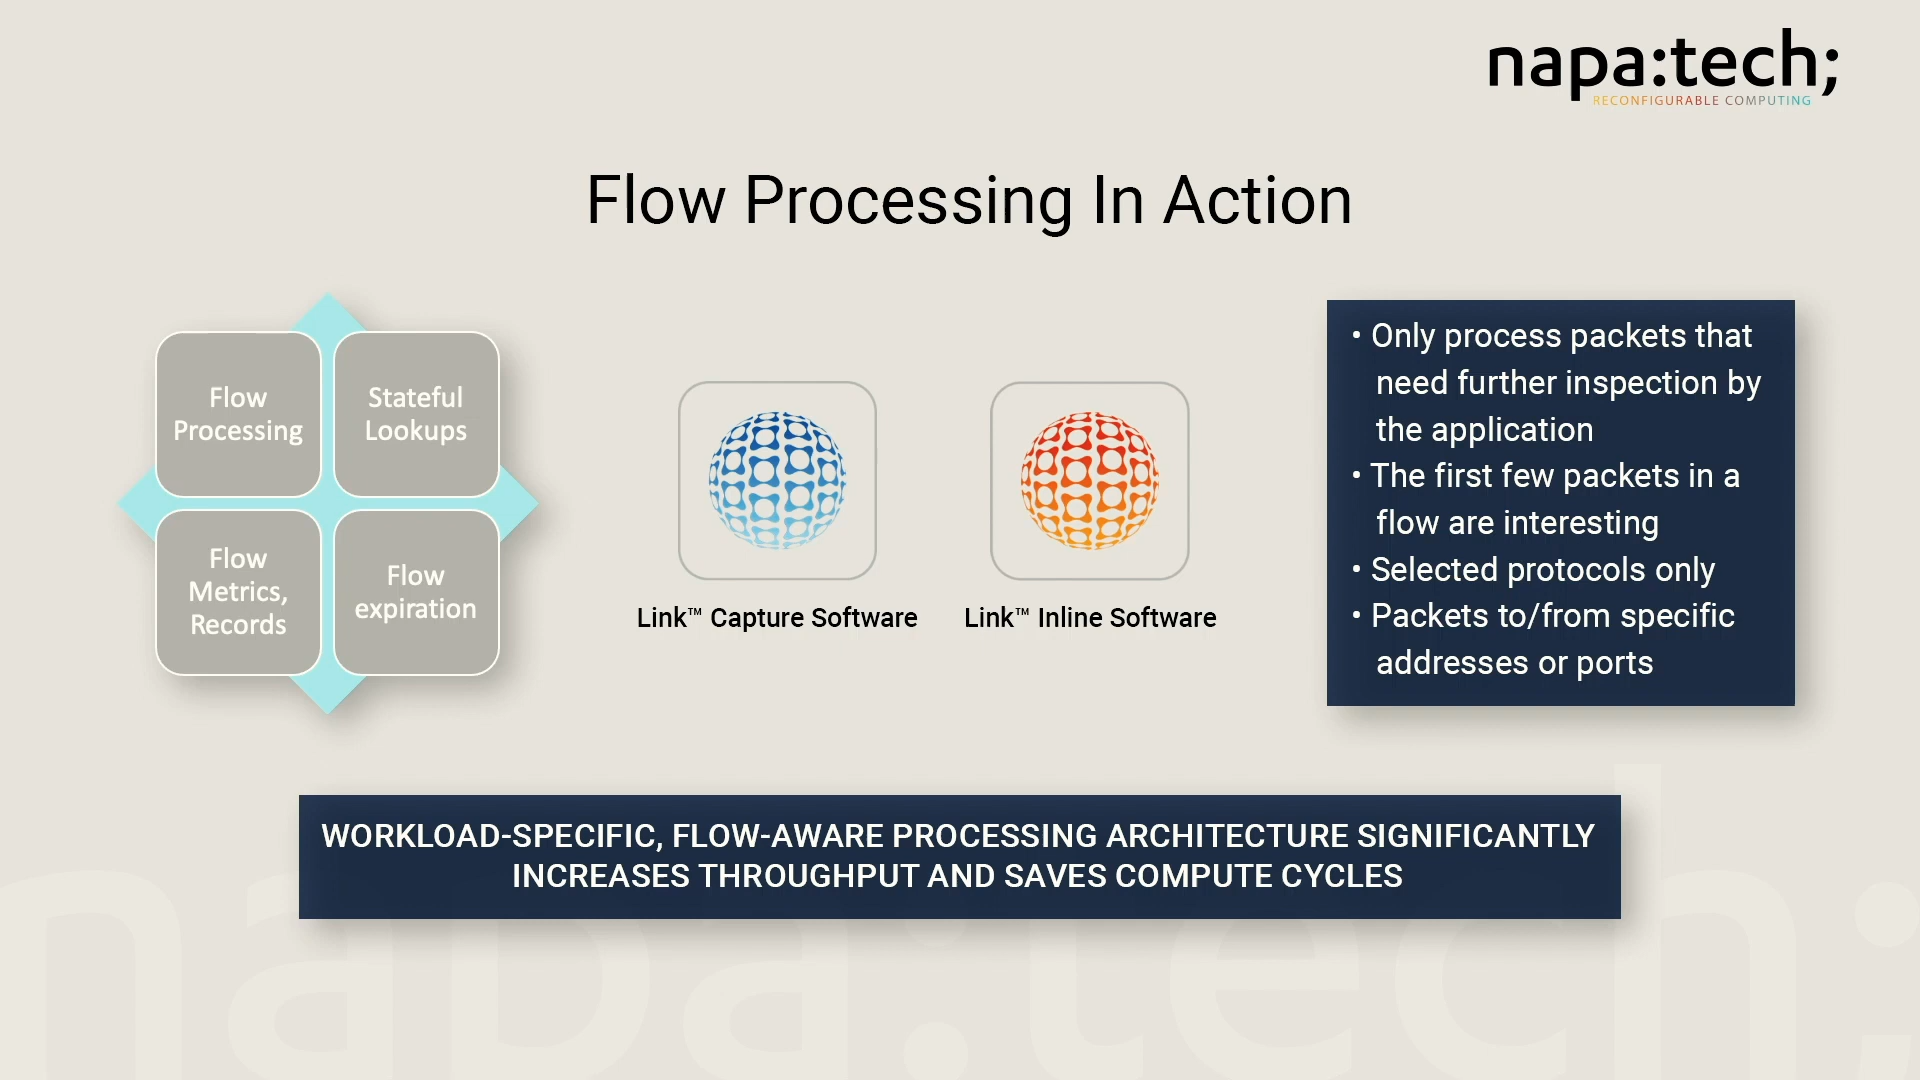 napa:tech;
RECONFIGURABLE COMPUTING
Flow Processing In Action
Flow
Processing
Stateful
Lookups
Flow
Metrics,
Records
Flow
expiration
Link™ Capture Software
Link™ Inline Software
• Only process packets that
need further inspection by
the application
• The first few packets in a
flow are interesting
• Selected protocols only
• Packets to/from specific
addresses or ports
WORKLOAD-SPECIFIC, FLOW-AWARE PROCESSING ARCHITECTURE SIGNIFICANTLY
INCREASES THROUGHPUT AND SAVES COMPUTE CYCLES
napa:tech;